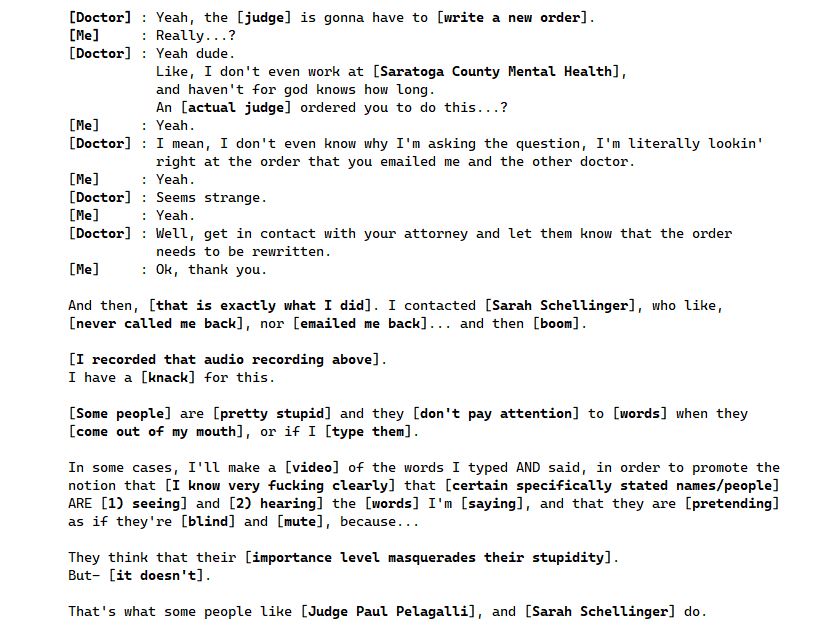 [Doctor] : Yeah, the [judge] is gonna have to [write a new order].
[Me]     : Really...?
[Doctor] : Yeah dude.
           Like, I don't even work at [Saratoga County Mental Health],
           and haven't for god knows how long.
           An [actual judge] ordered you to do this...?
[Me]     : Yeah.
[Doctor] : I mean, I don't even know why I'm asking the question, I'm literally lookin'
           right at the order that you emailed me and the other doctor.
[Me]     : Yeah.
[Doctor] : Seems strange.
[Me]     : Yeah.
[Doctor] : Well, get in contact with your attorney and let them know that the order
           needs to be rewritten.
[Me]     : Ok, thank you.

And then, [that is exactly what I did]. I contacted [Sarah Schellinger], who like,
[never called me back], nor [emailed me back]... and then [boom].

[I recorded that audio recording above].
I have a [knack] for this.

[Some people] are [pretty stupid] and they [don't pay attention] to [words] when they
[come out of my mouth], or if I [type them].

In some cases, I'll make a [video] of the words I typed AND said, in order to promote the
notion that [I know very fucking clearly] that [certain specifically stated names/people]
ARE [1) seeing] and [2) hearing] the [words] I'm [saying], and that they are [pretending]
as if they're [blind] and [mute], because...

They think that their [importance level masquerades their stupidity].
But– [it doesn't].

That's what some people like [Judge Paul Pelagalli], and [Sarah Schellinger] do.